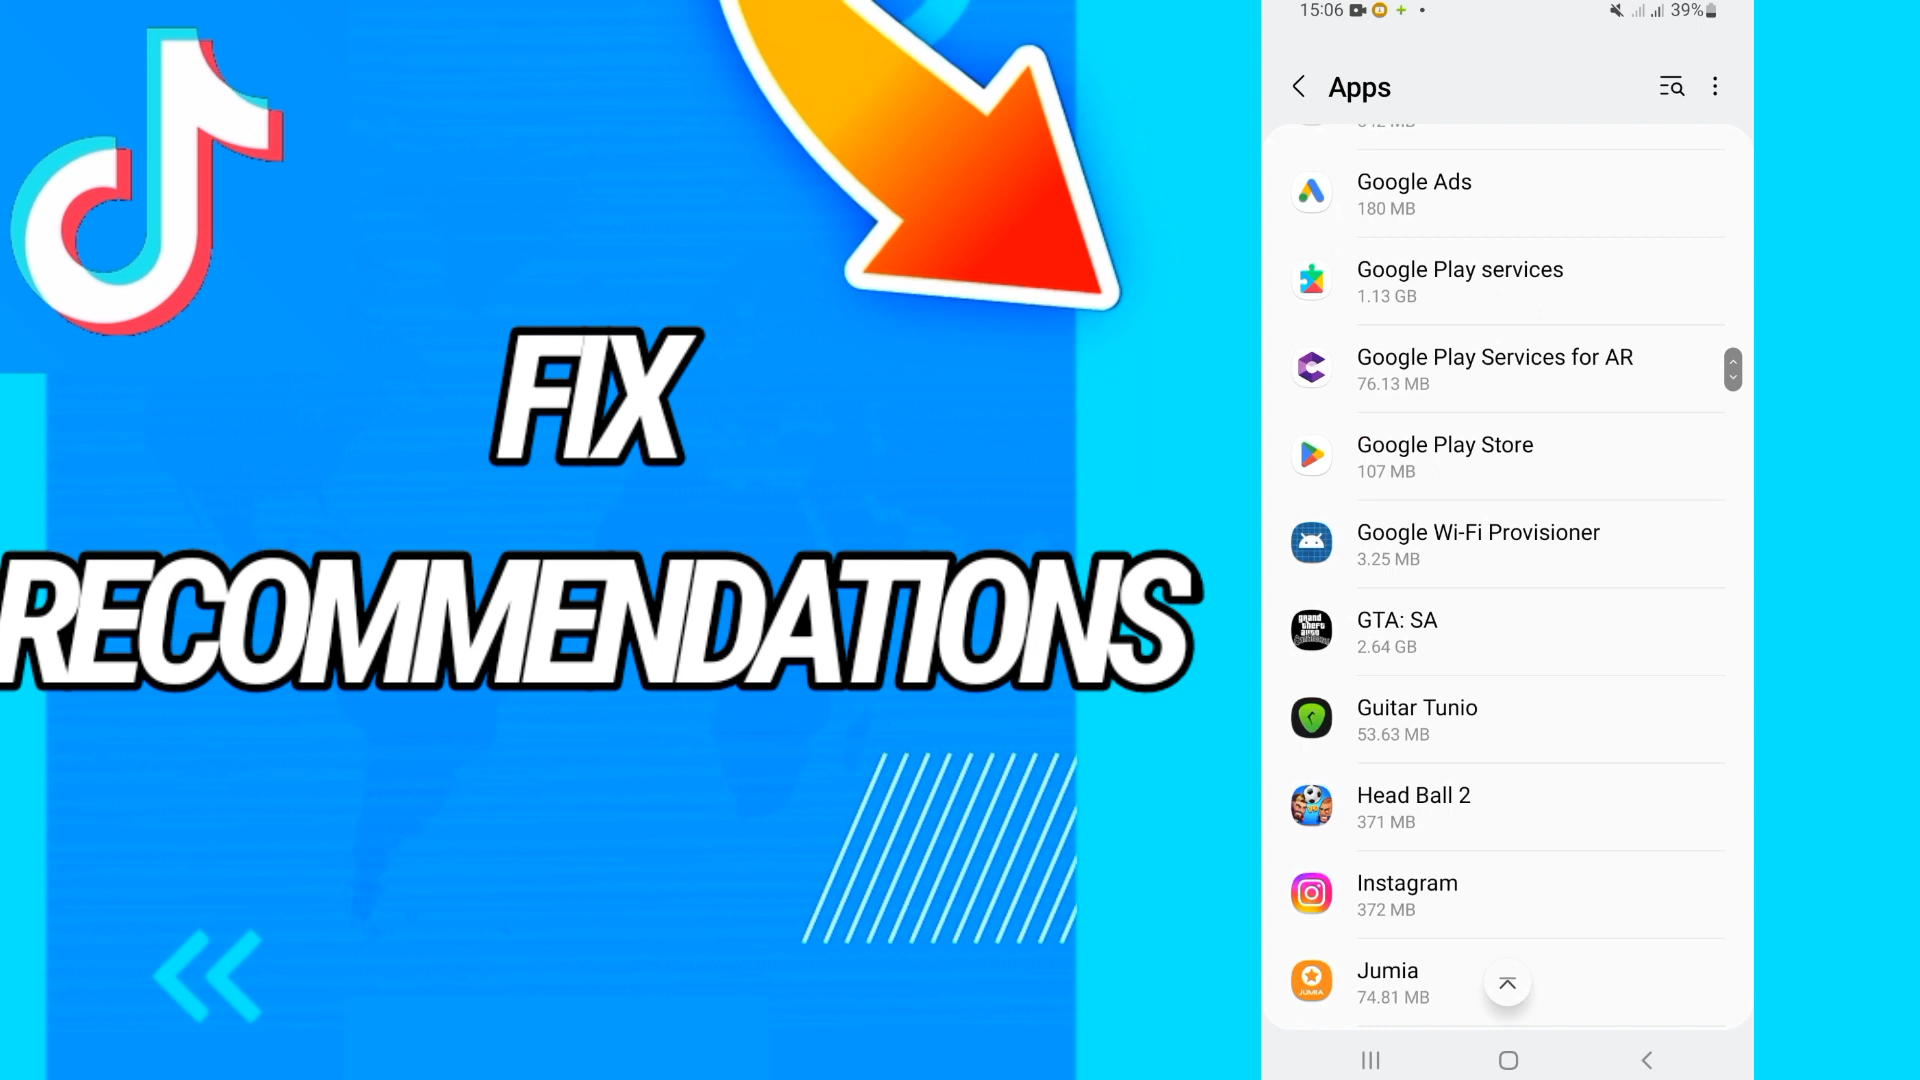 FIX
RECOMMENDATIONS
15:06
39%
Apps
Google Ads
180 MB
Google Play services
1.13 GB
Google Play Services for AR
76.13 MB
Google Play Store
107 MB
Google Wi-Fi Provisioner
3.25 MB
GTA: SA
2.64 GB
Guitar Tunio
53.63 MB
Head Ball 2
371 MB
Instagram
372 MB
Jumia
74.81 MB
JUMIA